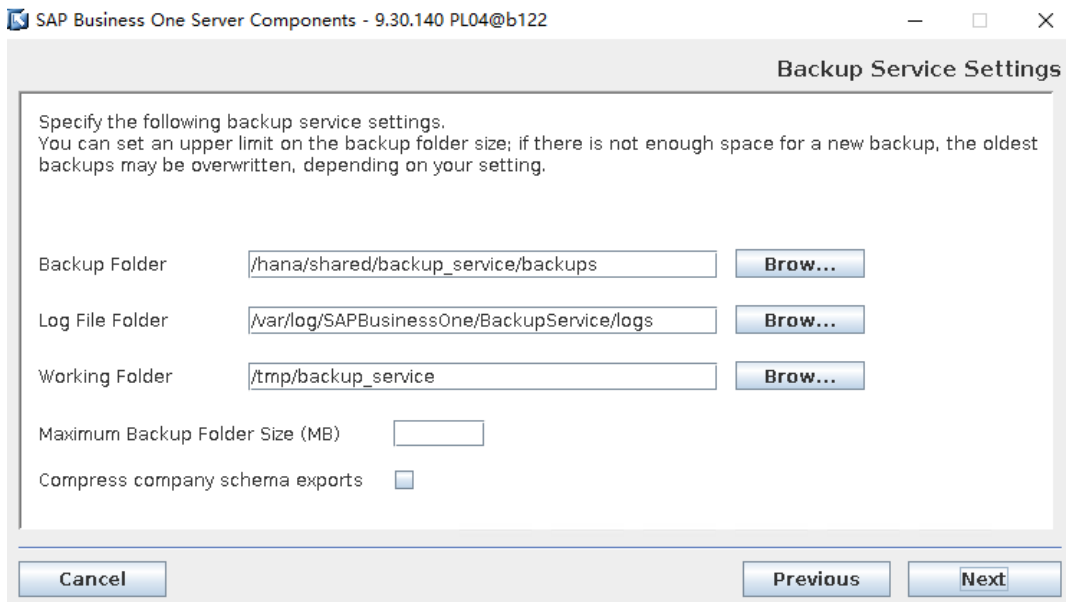 SAP Business One Server Components - 9.30.140 PL04@b122
Backup Service Settings
Specify the following backup service settings.
You can set an upper limit on the backup folder size; if there is not enough space for a new backup, the oldest
backups may be overwritten, depending on your setting.
Backup Folder /hana/shared/backup_service/backups Brow...
Log File Folder /var/log/SAPBusinessOne/BackupService/logs Brow...
Working Folder /tmp/backup_service Brow...
Maximum Backup Folder Size (MB)
Compress company schema exports
Cancel Previous Next